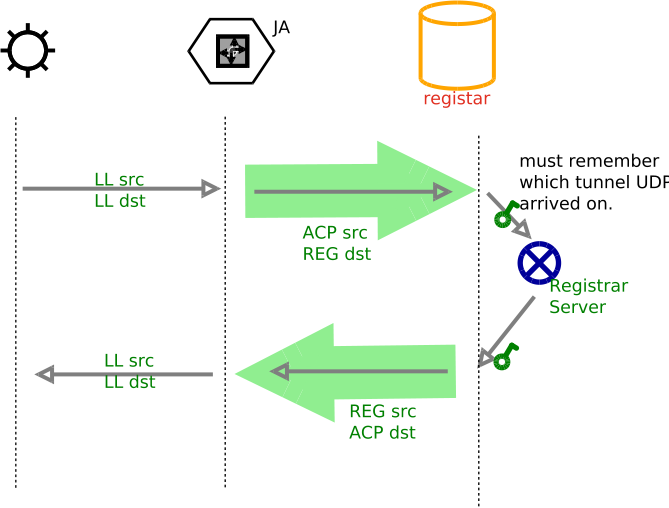 JA
registar
must remember
which tunnel UDP
arrived on.
LL src
LL dst
ACP src
REG dst
Registrar
Server
LL src
LL dst
REG src
ACP dst